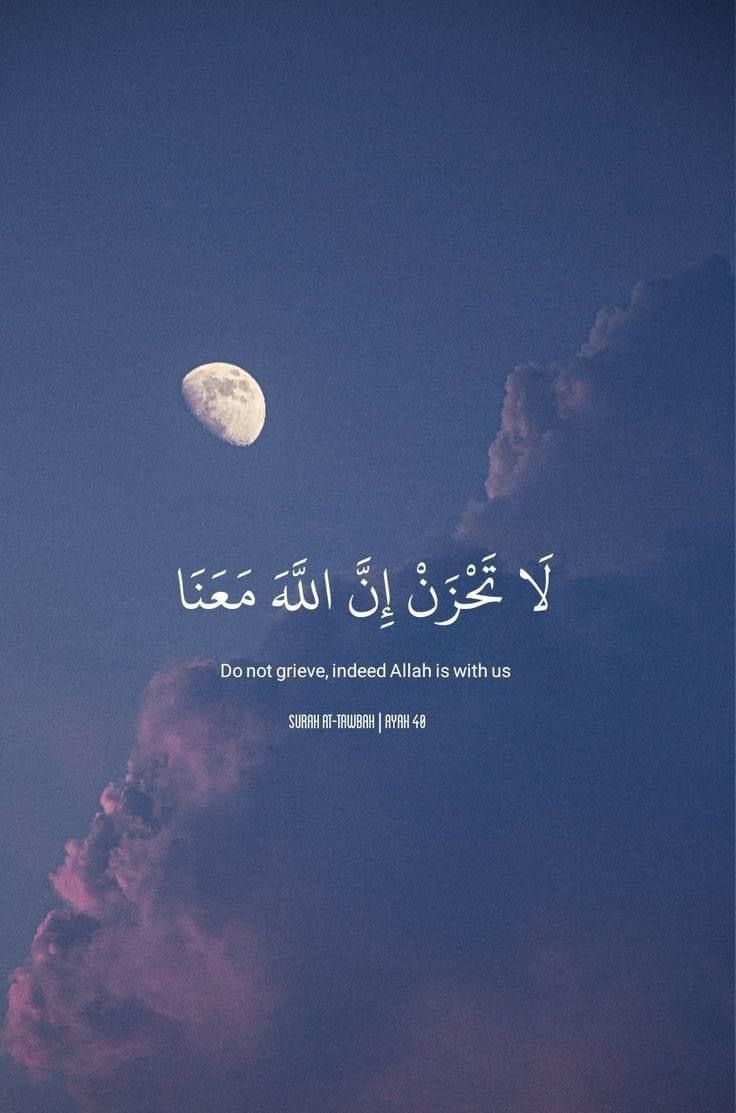 لَا تَحْزَنْ إِنَّ اللَّهَ مَعَنَا
Do not grieve, indeed Allah is with us
SURAH AT-TAWBAH | AYAH 40